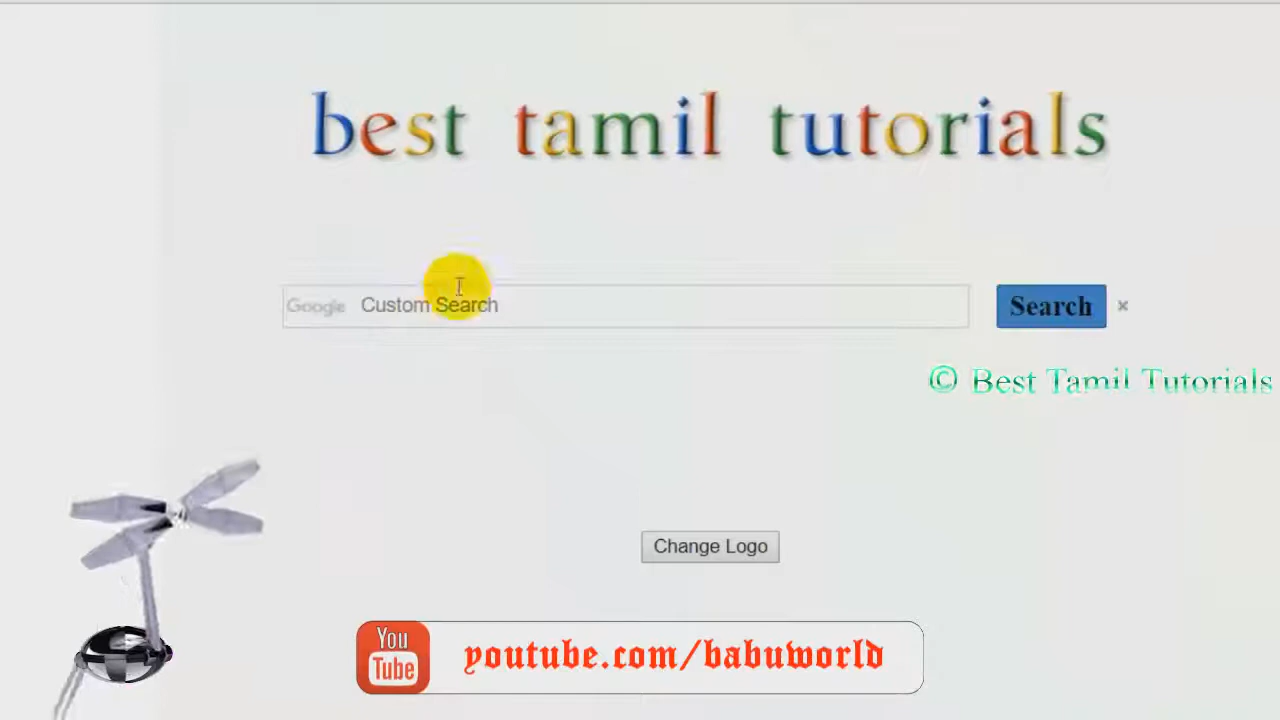 best tamil tutorials
Google Custom Search
Search ×
© Best Tamil Tutorials
Change Logo
You Tube youtube.com/babuworld